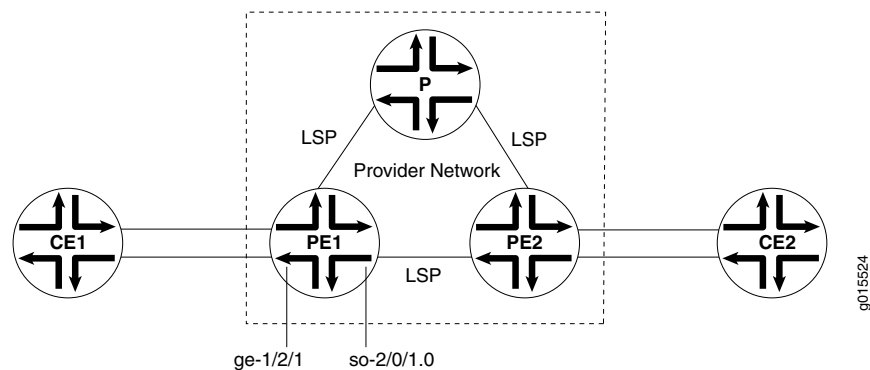 P
LSP
LSP
Provider Network
CE1
PE1
PE2
CE2
LSP
g015524
ge-1/2/1
so-2/0/1.0